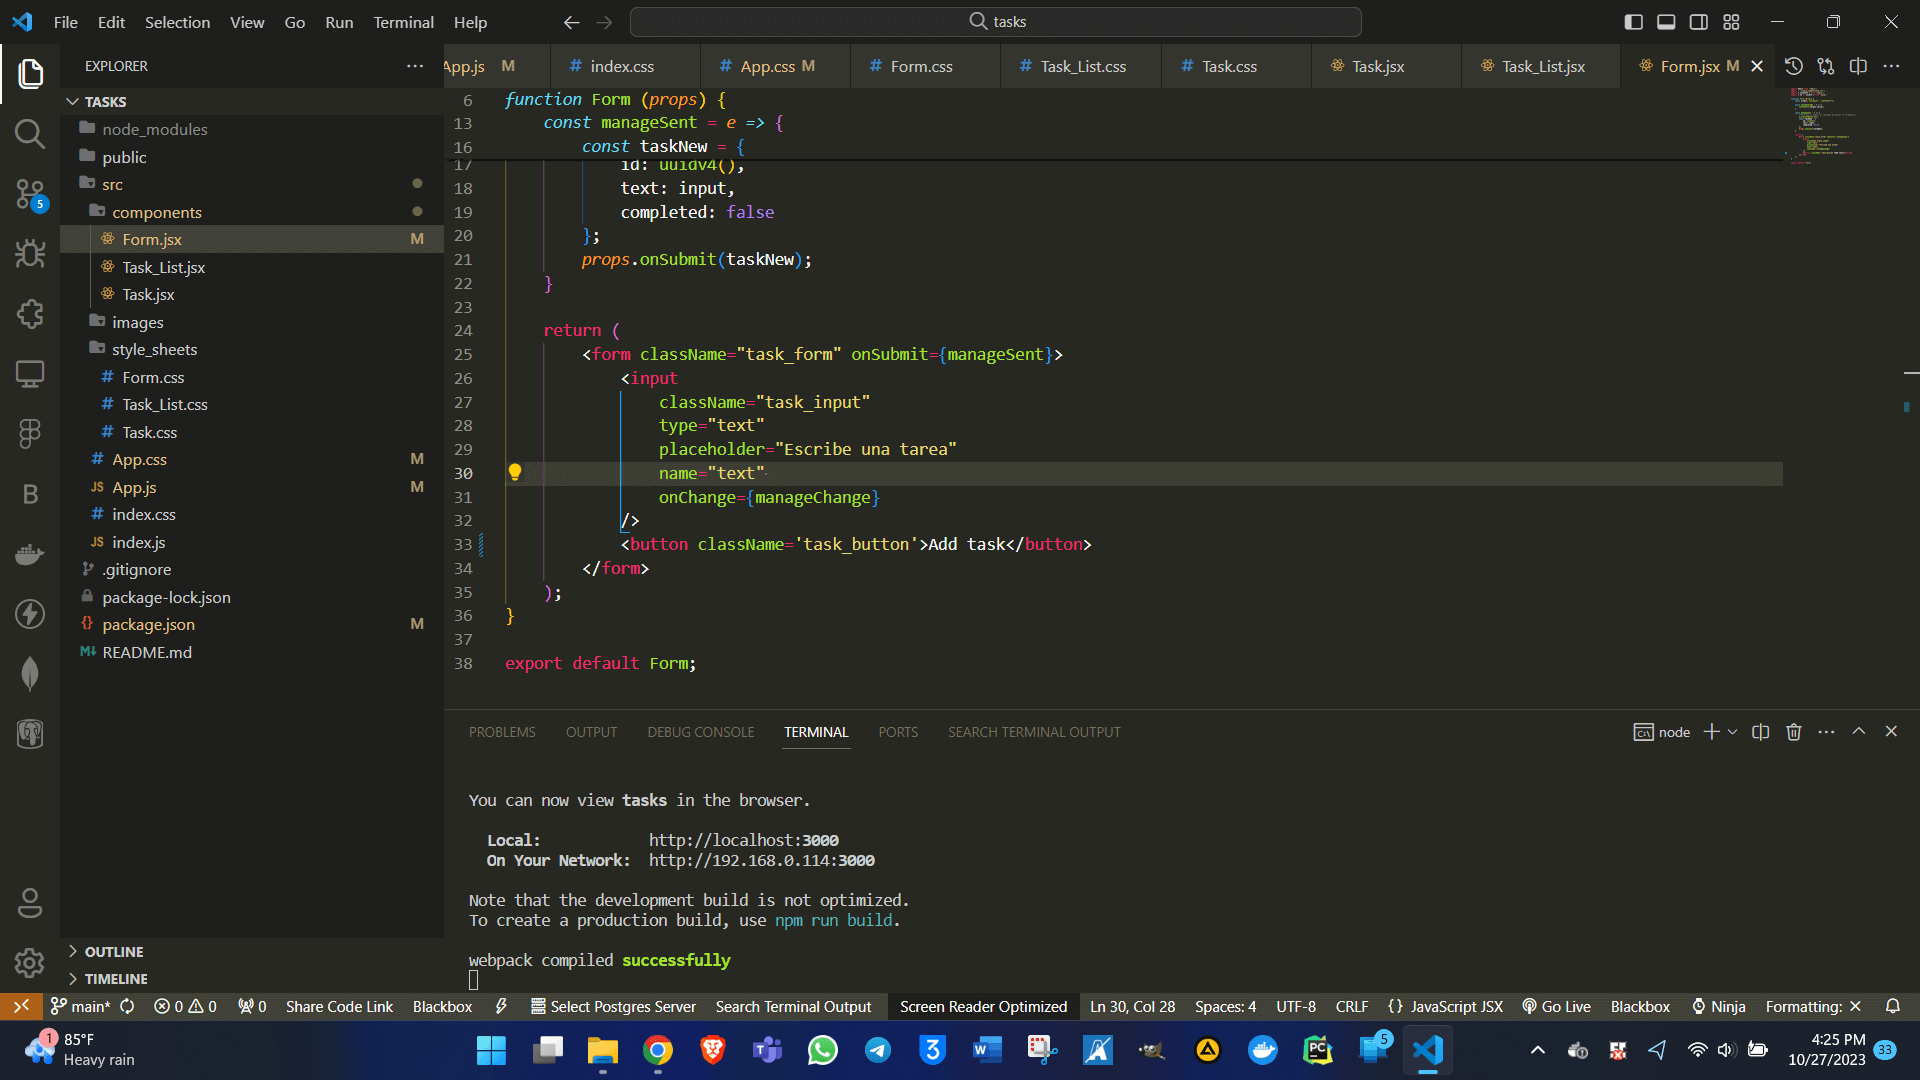 File Edit Selection View Go Run Terminal Help
tasks
EXPLORER
TASKS
node_modules
public
src
components
Form.jsx M
Task_List.jsx
Task.jsx
images
style_sheets
Form.css
Task_List.css
Task.css
App.css M
App.js M
index.css
index.js
.gitignore
package-lock.json
package.json M
README.md
OUTLINE
TIMELINE
5
App.js M index.css App.css M Form.css Task_List.css Task.css Task.jsx Task_List.jsx Form.jsx M
6 function Form (props) {
13 const manageSent = e => {
16 const taskNew = {
17 id: uuidv4(),
18 text: input,
19 completed: false
20 };
21 props.onSubmit(taskNew);
22 }
23
24 return (
25 <form className="task_form" onSubmit={manageSent}>
26 <input
27 className="task_input"
28 type="text"
29 placeholder="Escribe una tarea"
30 name="text"
31 onChange={manageChange}
32 />
33 <button className='task_button'>Add task</button>
34 </form>
35 );
36 }
37
38 export default Form;
PROBLEMS OUTPUT DEBUG CONSOLE TERMINAL PORTS SEARCH TERMINAL OUTPUT
node
You can now view tasks in the browser.
Local: http://localhost:3000
On Your Network: http://192.168.0.114:3000
Note that the development build is not optimized.
To create a production build, use npm run build.
webpack compiled successfully
main* 0 0 0 Share Code Link Blackbox Select Postgres Server Search Terminal Output Screen Reader Optimized Ln 30, Col 28 Spaces: 4 UTF-8 CRLF {} JavaScript JSX Go Live Blackbox Ninja Formatting: ×
1
85°F
Heavy rain
5
4:25 PM
10/27/2023
33